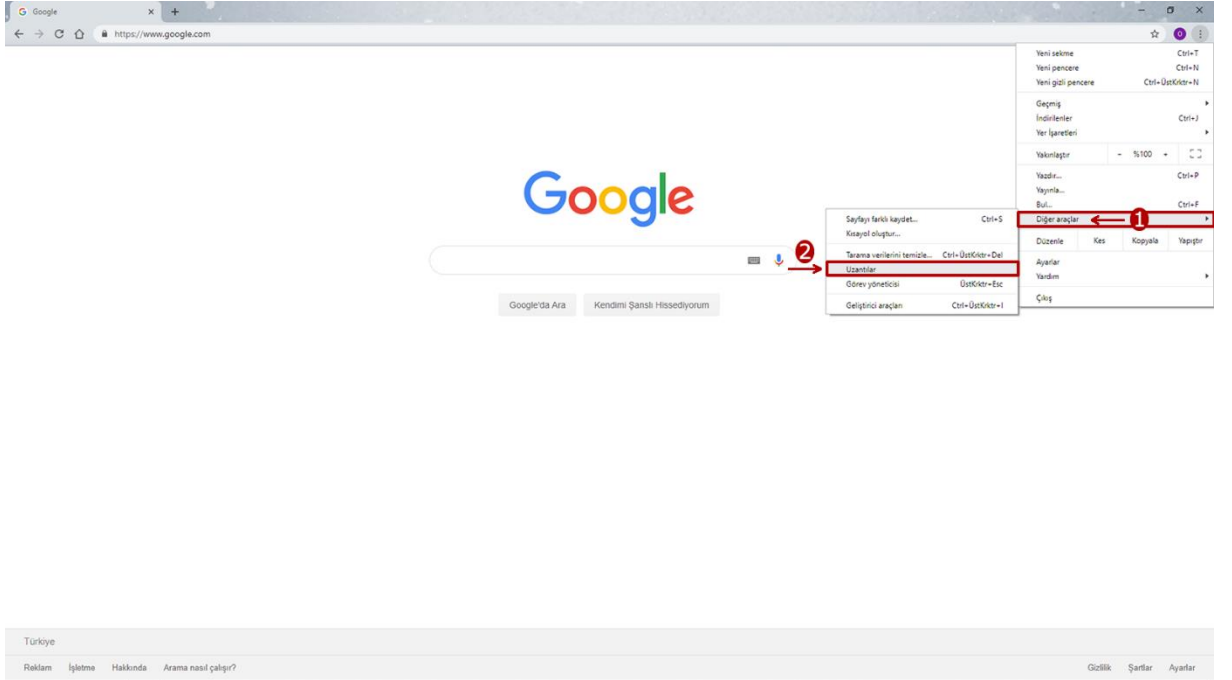 Google
https://www.google.com
Yeni sekme Ctrl+T
Yeni pencere Ctrl+N
Yeni gizli pencere Ctrl+ÜstKrktr+N
Geçmiş
İndirilenler Ctrl+J
Yer İşaretleri
Yakınlaştır - %100 +
Yazdır... Ctrl+P
Yayınla...
Bul... Ctrl+F
Diğer araçlar 1
Düzenle Kes Kopyala Yapıştır
Ayarlar
Yardım
Çıkış
Sayfayı farklı kaydet... Ctrl+S
Kısayol oluştur...
Tarama verilerini temizle... Ctrl+ÜstKrktr+Del
2 Uzantılar
Görev yöneticisi ÜstKrktr+Esc
Geliştirici araçları Ctrl+ÜstKrktr+I
Google
Google'da Ara Kendimi Şanslı Hissediyorum
Türkiye
Reklam İşletme Hakkında Arama nasıl çalışır? Gizlilik Şartlar Ayarlar